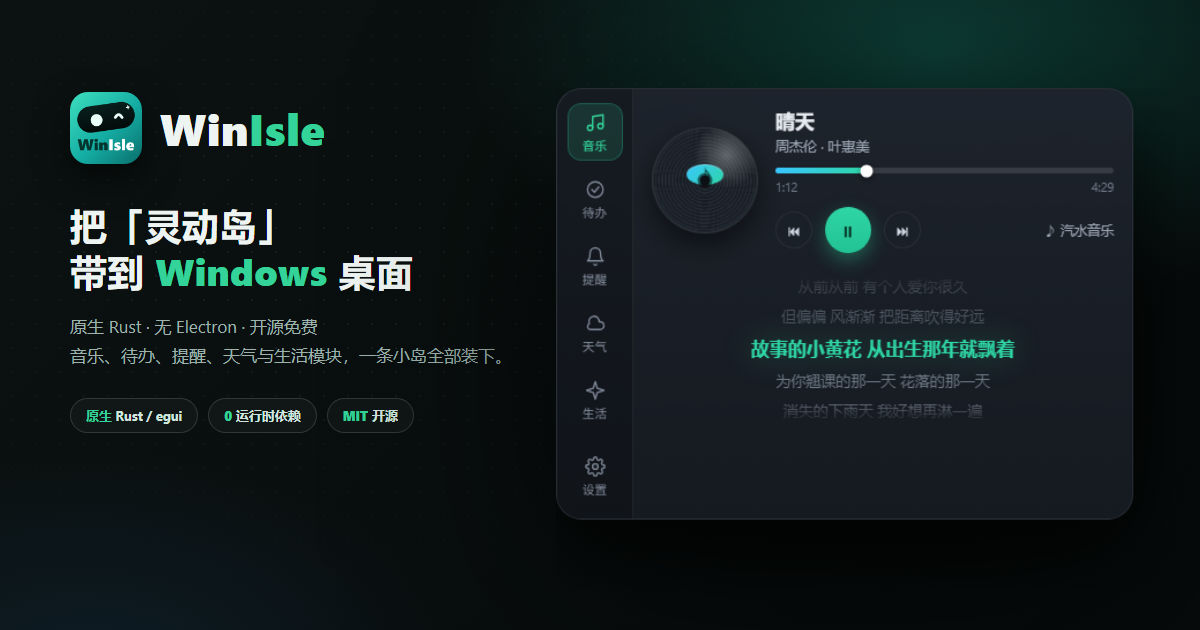 WinIsle
WinIsle
把「灵动岛」
带到 Windows 桌面
原生 Rust · 无 Electron · 开源免费
音乐、待办、提醒、天气与生活模块，一条小岛全部装下。
原生 Rust / egui
0 运行时依赖
MIT 开源
音乐
待办
提醒
天气
生活
设置
晴天
周杰伦 · 叶惠美
1:12
4:29
♪ 汽水音乐
从前从前 有个人爱你很久
但偏偏 风渐渐 把距离吹得好远
故事的小黄花 从出生那年就飘着
为你翘课的那一天 花落的那一天
消失的下雨天 我好想再淋一遍